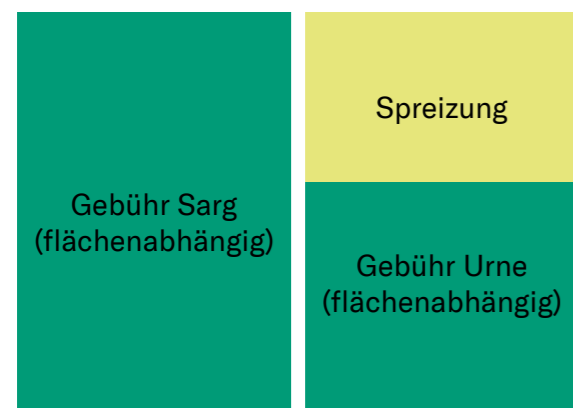 Gebühr Sarg
(flächenabhängig)
Spreizung
Gebühr Urne
(flächenabhängig)